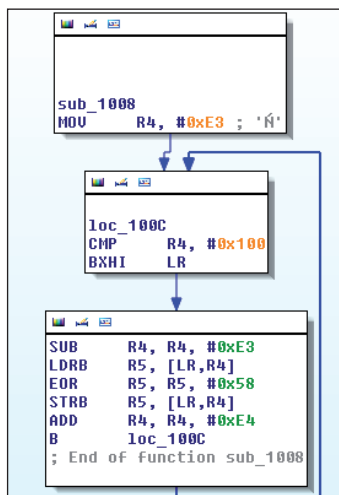 sub_1008
MOV R4, #0xE3 ; 'Ń'
loc_100C
CMP R4, #0x100
BXHI LR
SUB R4, R4, #0xE3
LDRB R5, [LR,R4]
EOR R5, R5, #0x58
STRB R5, [LR,R4]
ADD R4, R4, #0xE4
B loc_100C
; End of function sub_1008